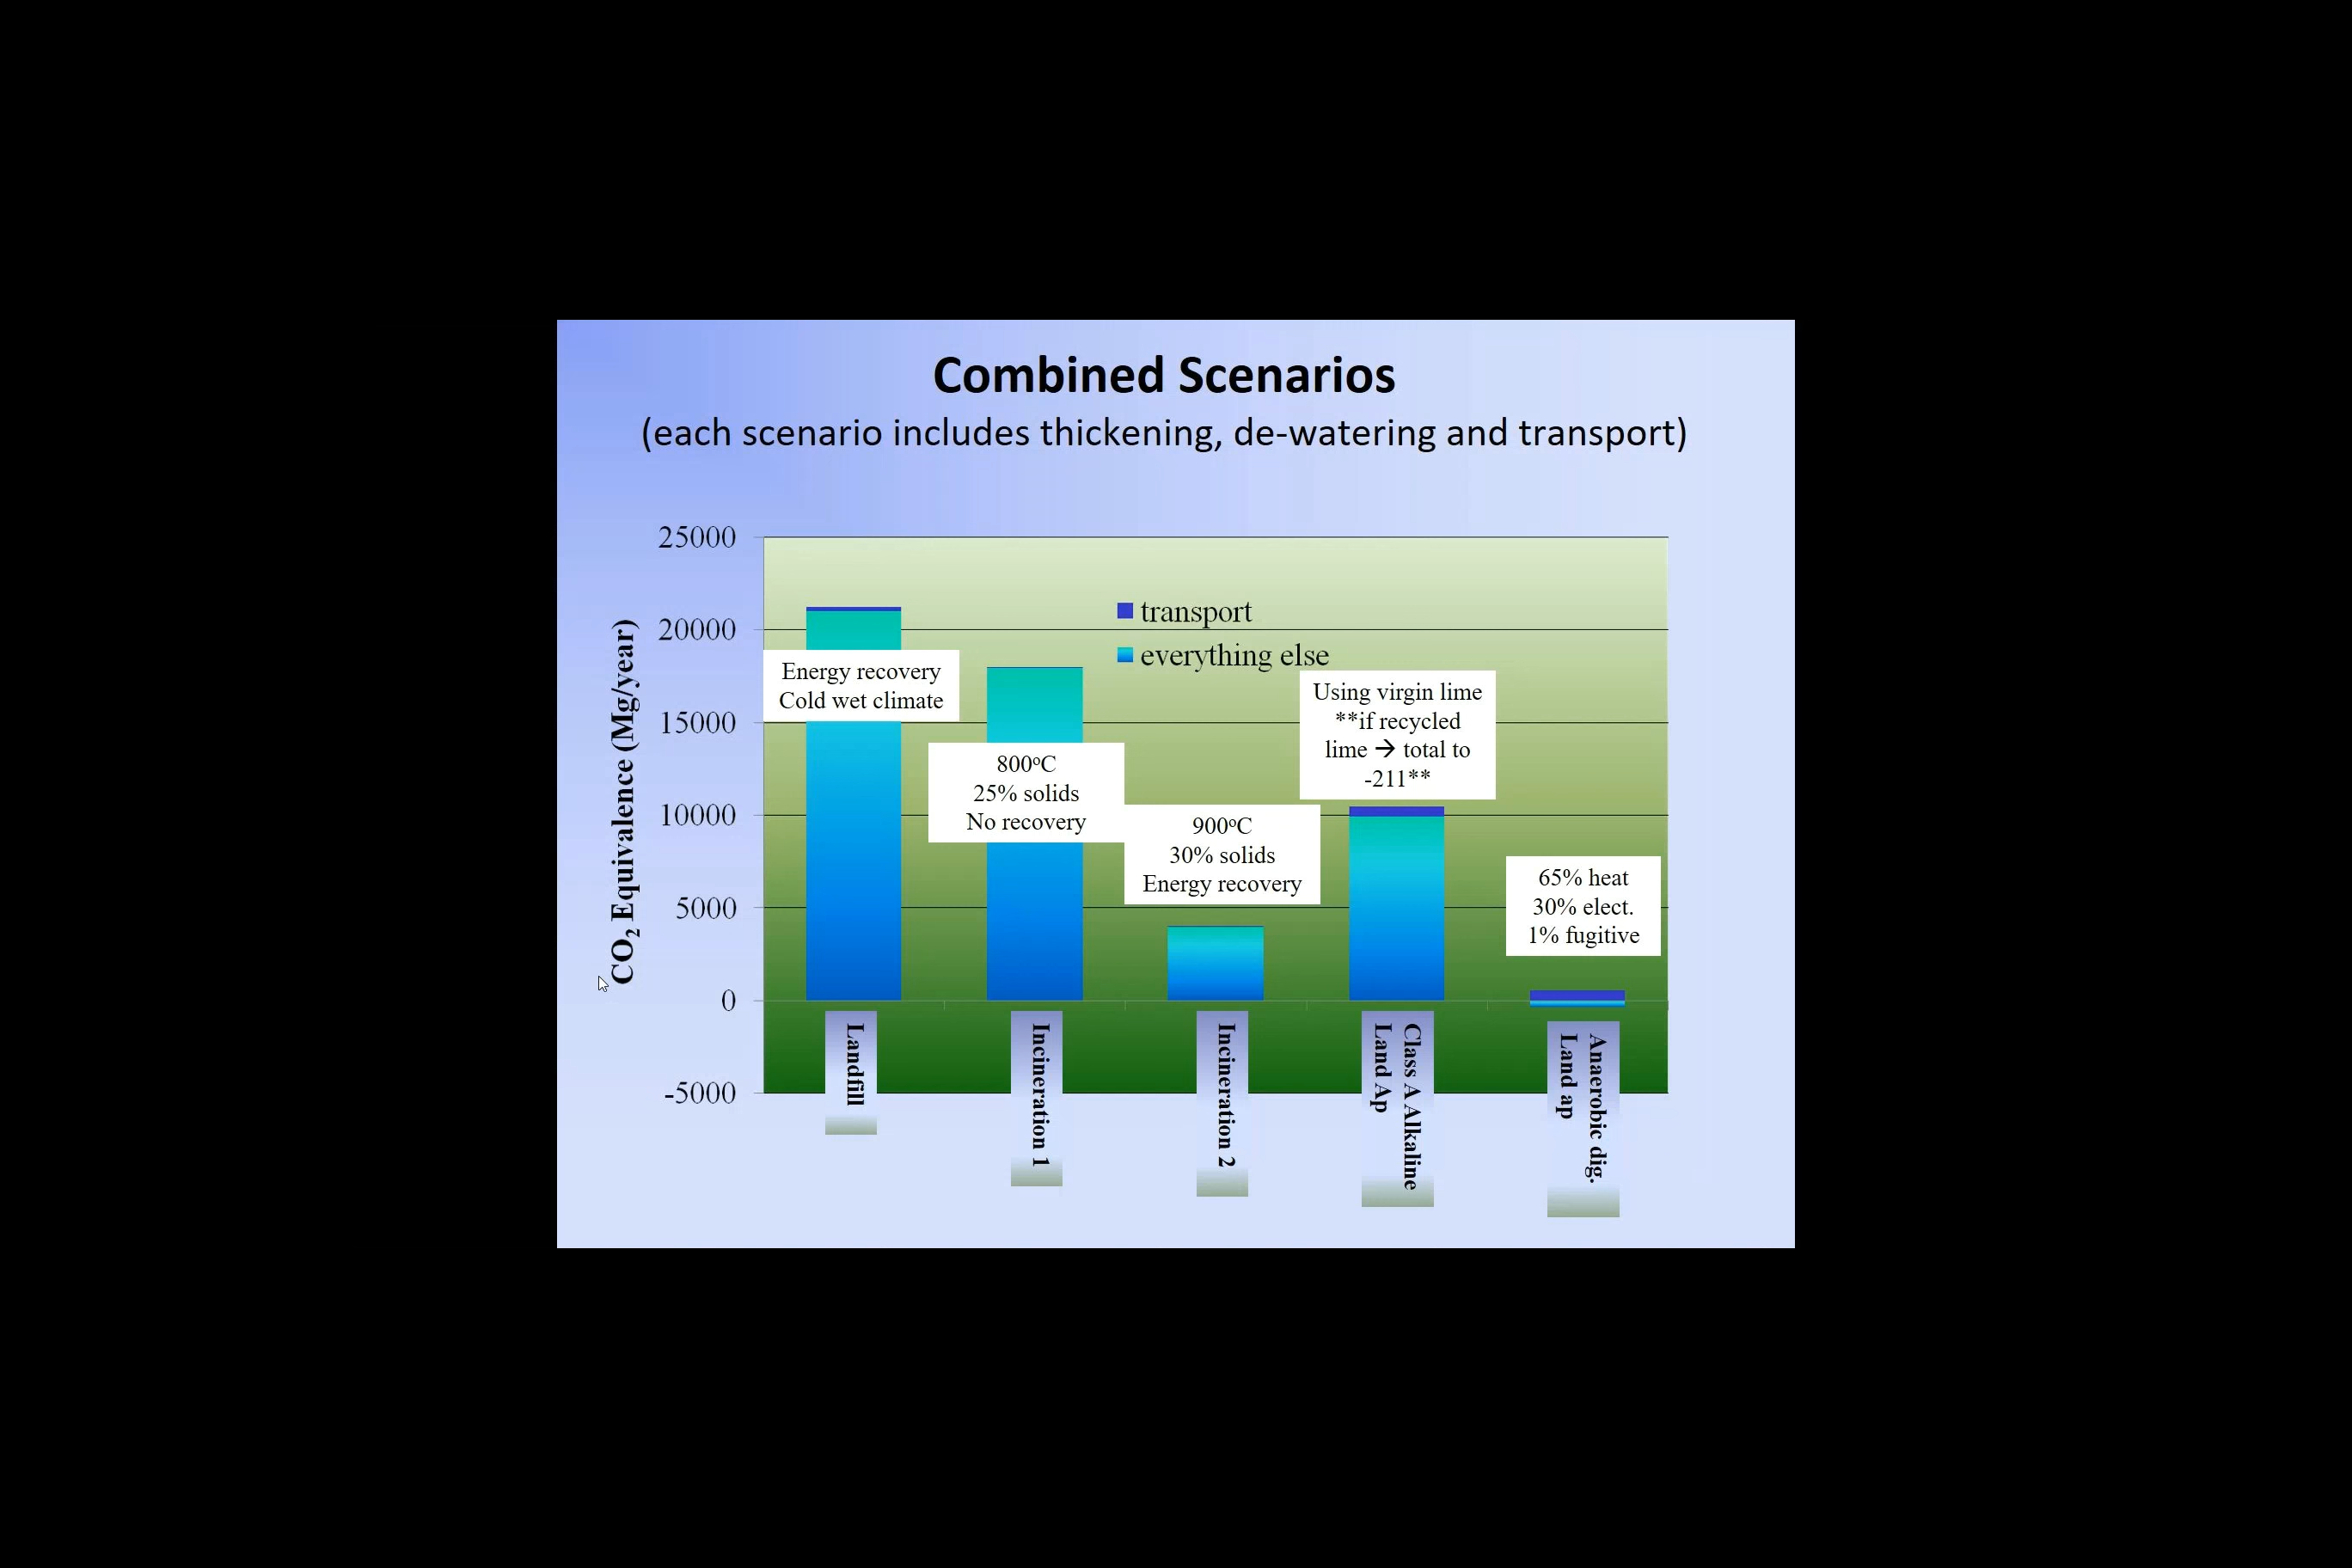 Combined Scenarios
(each scenario includes thickening, de-watering and transport)
CO₂ Equivalence (Mg/year)
25000
20000
15000
10000
5000
0
-5000
transport
everything else
Energy recovery
Cold wet climate
800ºC
25% solids
No recovery
900ºC
30% solids
Energy recovery
Using virgin lime
**if recycled
lime → total to
-211**
65% heat
30% elect.
1% fugitive
Landfill
Incineration 1
Incineration 2
Class A Alkaline
Land Ap
Anaerobic dig.
Land ap